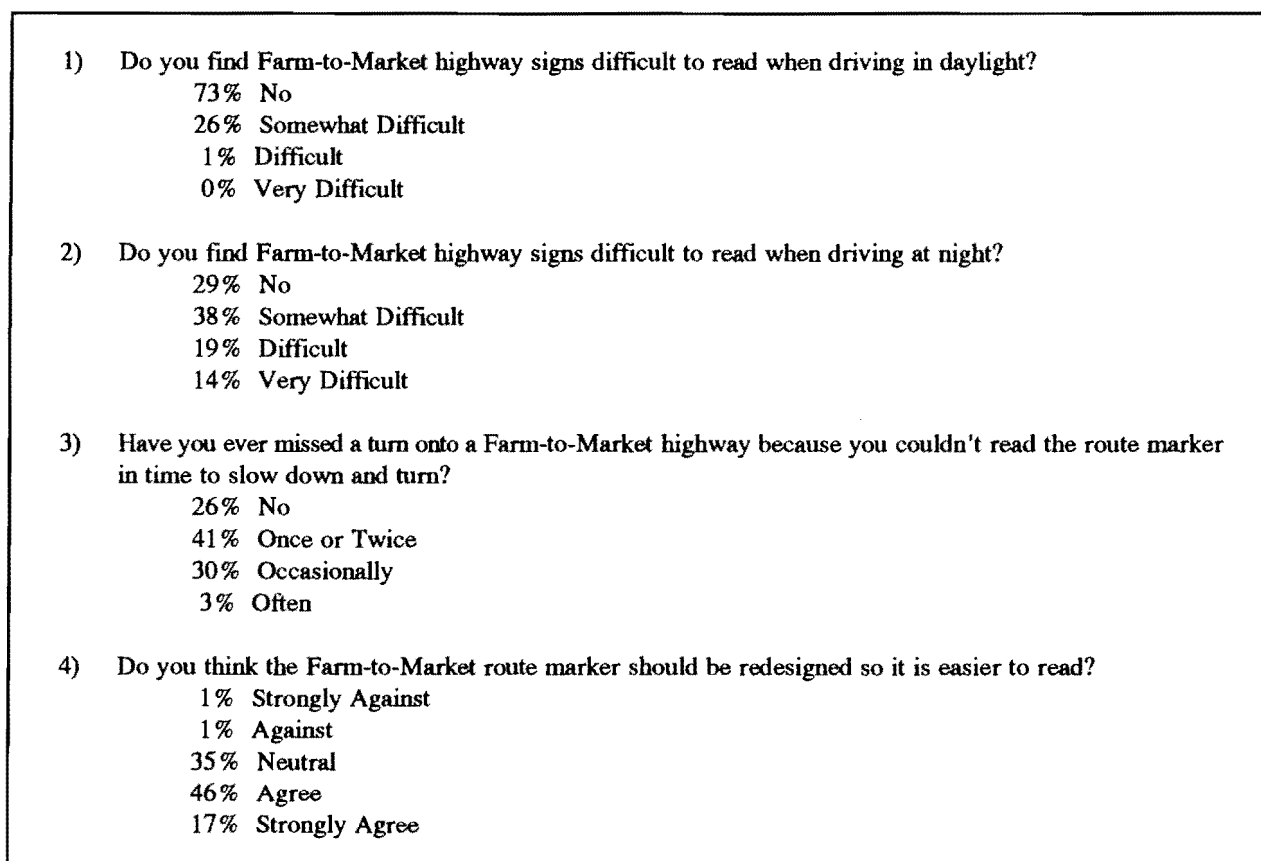 1) Do you find Farm-to-Market highway signs difficult to read when driving in daylight?
73% No
26% Somewhat Difficult
1% Difficult
0% Very Difficult
2) Do you find Farm-to-Market highway signs difficult to read when driving at night?
29% No
38% Somewhat Difficult
19% Difficult
14% Very Difficult
3) Have you ever missed a turn onto a Farm-to-Market highway because you couldn't read the route marker
in time to slow down and turn?
26% No
41% Once or Twice
30% Occasionally
3% Often
4) Do you think the Farm-to-Market route marker should be redesigned so it is easier to read?
1% Strongly Against
1% Against
35% Neutral
46% Agree
17% Strongly Agree